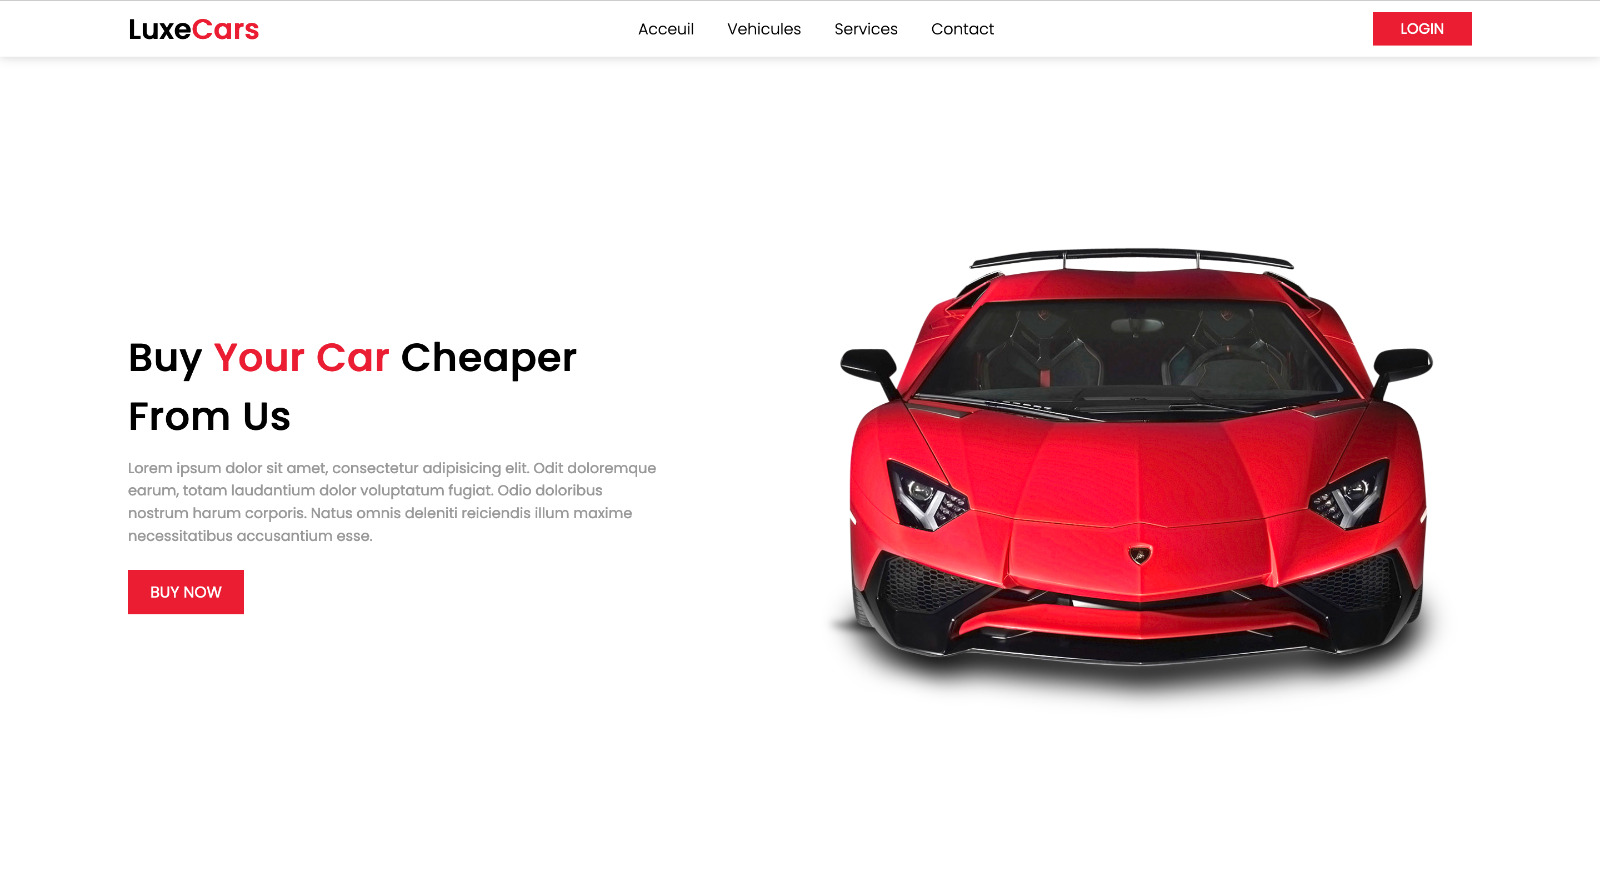 LuxeCars
Acceuil
Vehicules
Services
Contact
LOGIN
Buy Your Car Cheaper
From Us
Lorem ipsum dolor sit amet, consectetur adipisicing elit. Odit doloremque
earum, totam laudantium dolor voluptatum fugiat. Odio doloribus
nostrum harum corporis. Natus omnis deleniti reiciendis illum maxime
necessitatibus accusantium esse.
BUY NOW